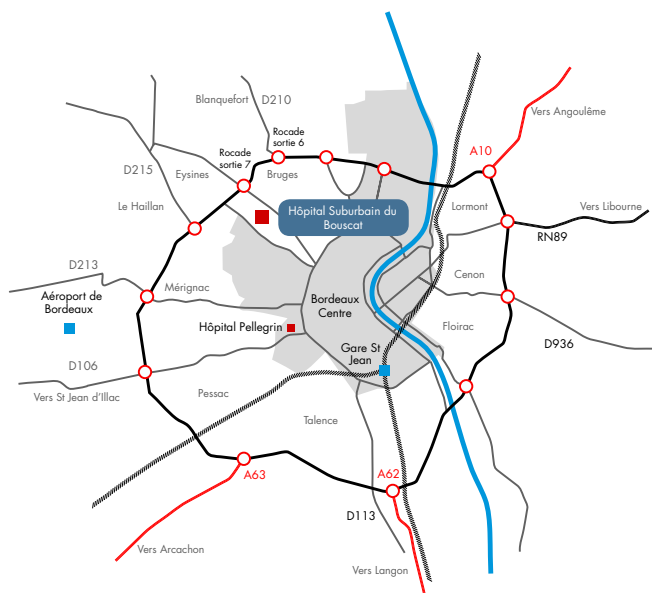 Blanquefort
D210
Vers Angoulême
Rocade
sortie 6
Rocade
sortie 7
A10
D215
Eysines
Bruges
Le Haillan
Hôpital Suburbain du
Bouscat
Lormont
Vers Libourne
RN89
D213
Mérignac
Cenon
Aéroport de
Bordeaux
Bordeaux
Centre
Hôpital Pellegrin
Floirac
Gare St
Jean
D936
D106
Vers St Jean d’Illac
Pessac
Talence
A63
A62
D113
Vers Arcachon
Vers Langon